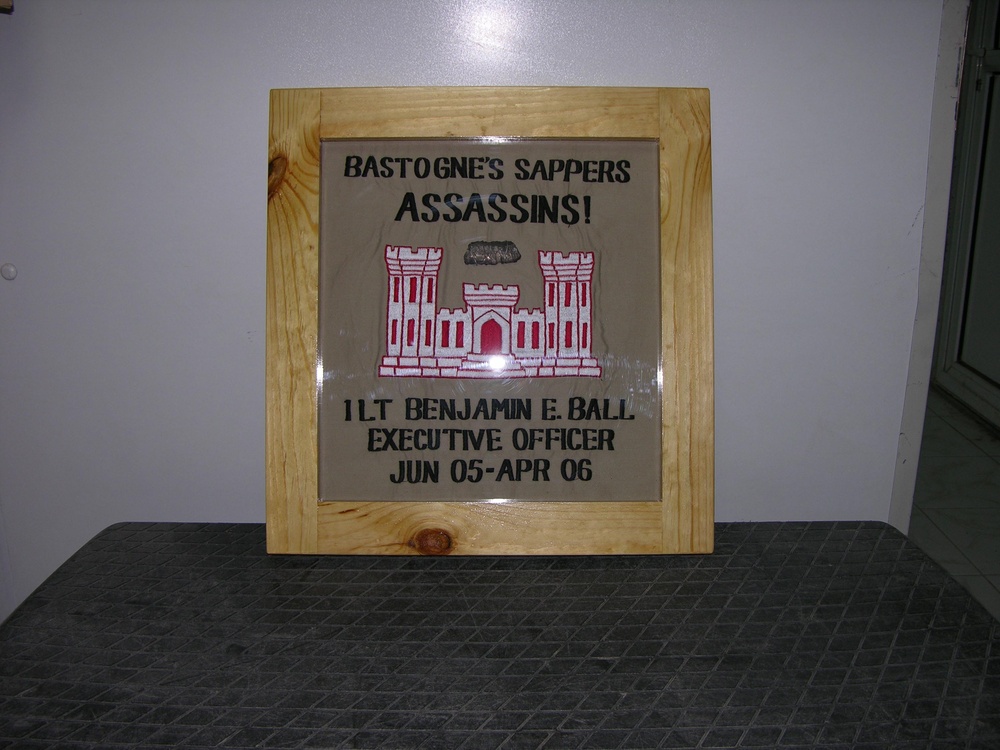 BASTOGNE'S SAPPERS
ASSASSINS!
1LT BENJAMIN E. BALL
EXECUTIVE OFFICER
JUN 05-APR 06